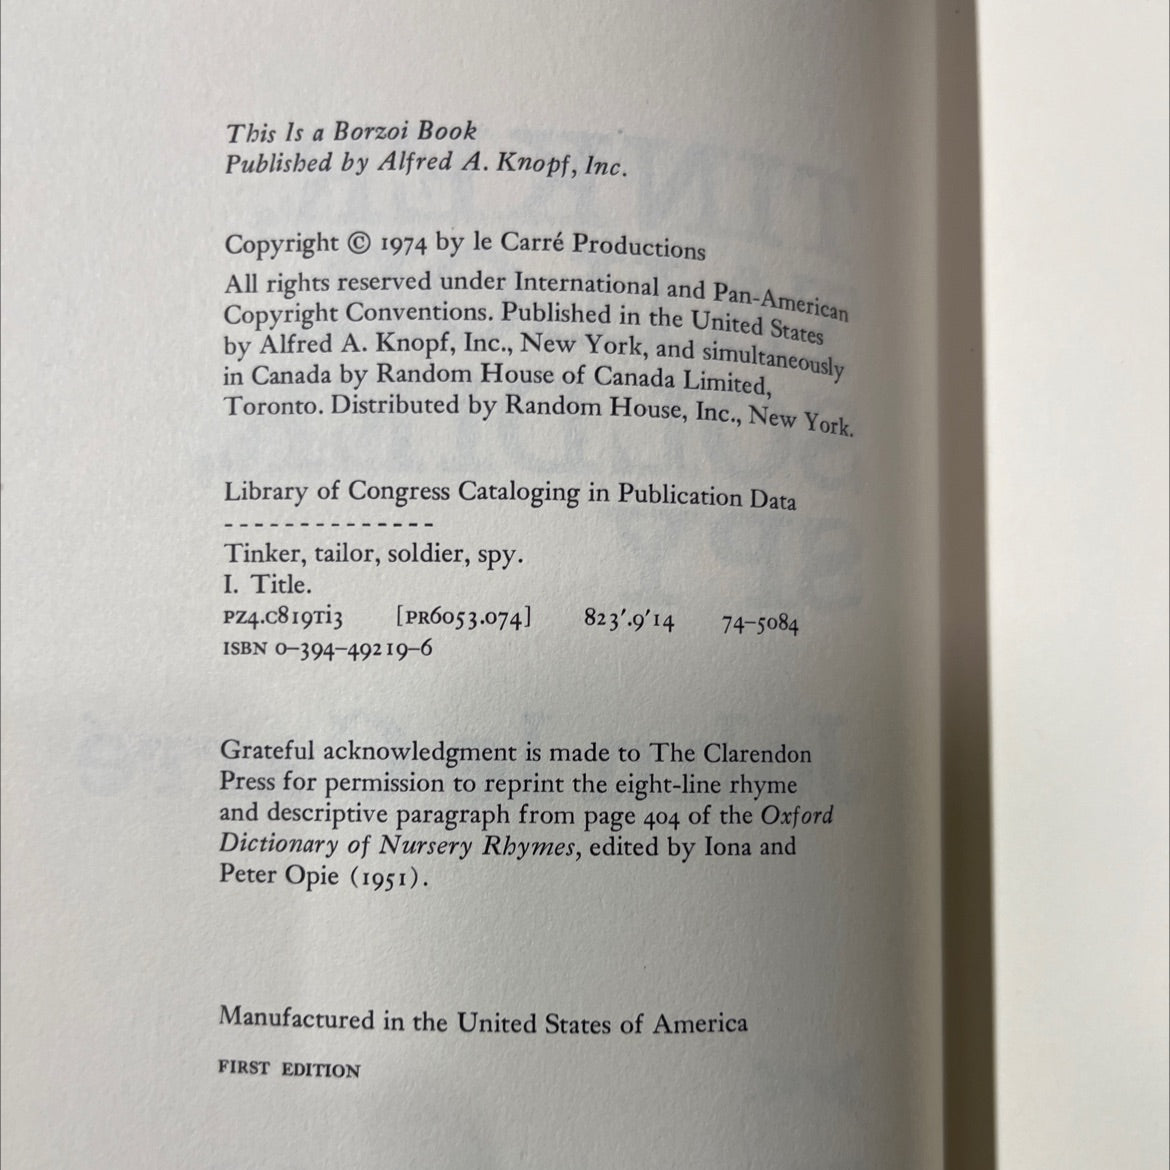 This Is a Borzoi Book
Published by Alfred A. Knopf, Inc.
Copyright © 1974 by le Carré Productions
All rights reserved under International and Pan-American
Copyright Conventions. Published in the United States
by Alfred A. Knopf, Inc., New York, and simultaneously
in Canada by Random House of Canada Limited,
Toronto. Distributed by Random House, Inc., New York.
Library of Congress Cataloging in Publication Data
--------------
Tinker, tailor, soldier, spy.
I. Title.
PZ4.C819Ti3 [PR6053.074] 823'.9'14 74–5084
ISBN 0–394–49219–6
Grateful acknowledgment is made to The Clarendon
Press for permission to reprint the eight-line rhyme
and descriptive paragraph from page 404 of the Oxford
Dictionary of Nursery Rhymes, edited by Iona and
Peter Opie (1951).
Manufactured in the United States of America
FIRST EDITION